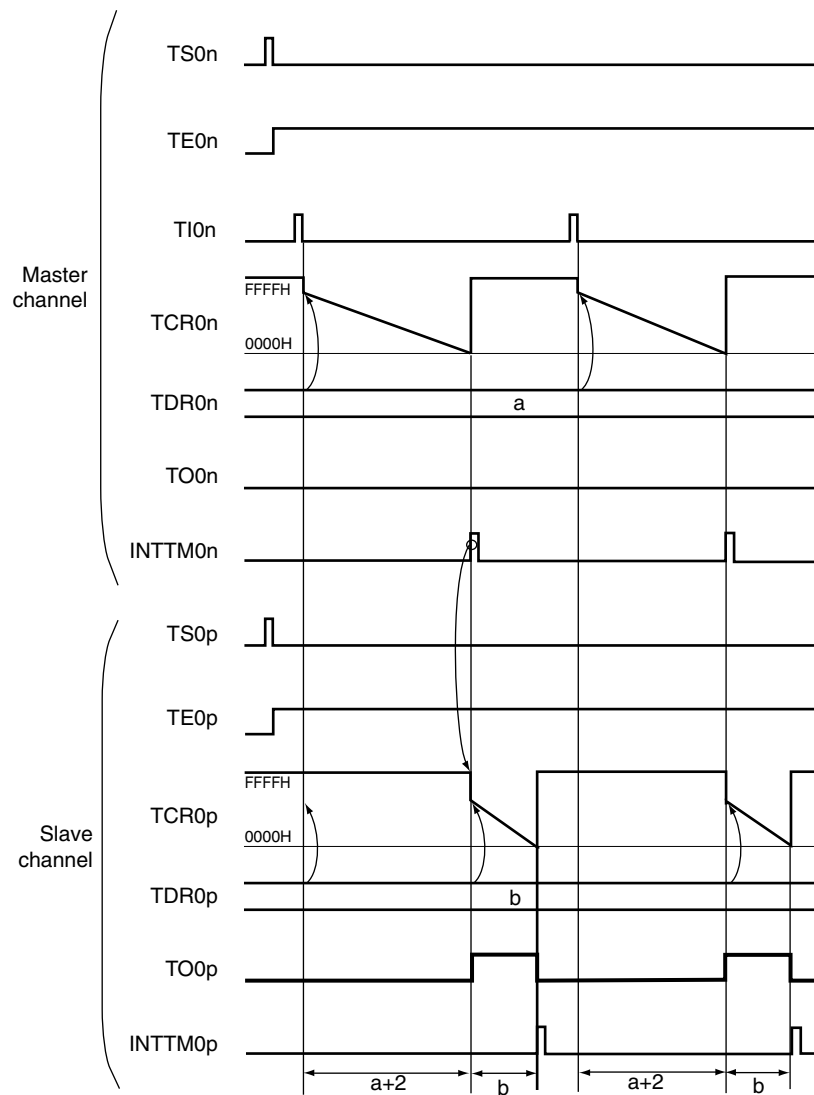 TS0n
TE0n
TI0n
Master
channel
FFFFH
TCR0n
0000H
TDR0n
a
TO0n
INTTM0n
TS0p
TE0p
FFFFH
TCR0p
Slave
channel
0000H
TDR0p
b
TO0p
INTTM0p
a+2 b a+2 b